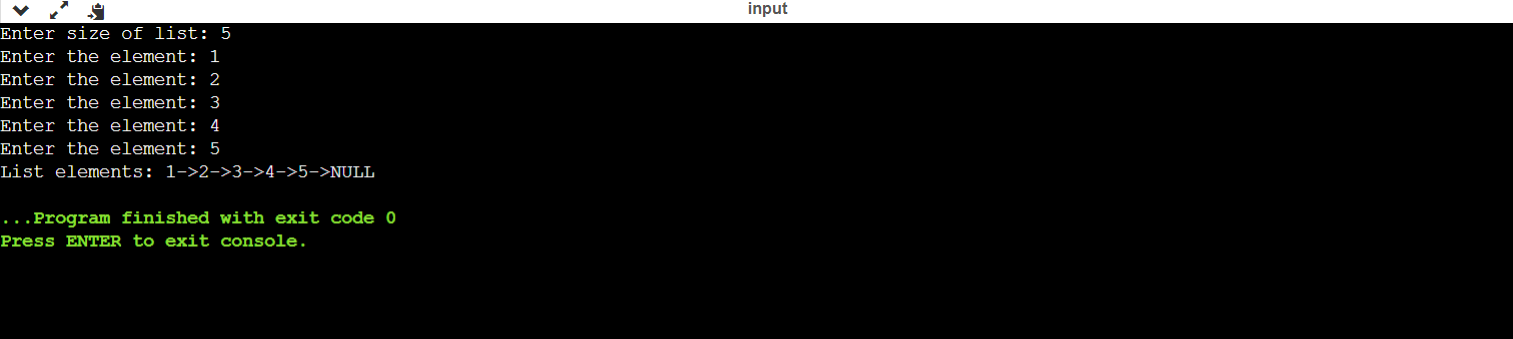 input
Enter size of list: 5
Enter the element: 1
Enter the element: 2
Enter the element: 3
Enter the element: 4
Enter the element: 5
List elements: 1->2->3->4->5->NULL
...Program finished with exit code 0
Press ENTER to exit console.